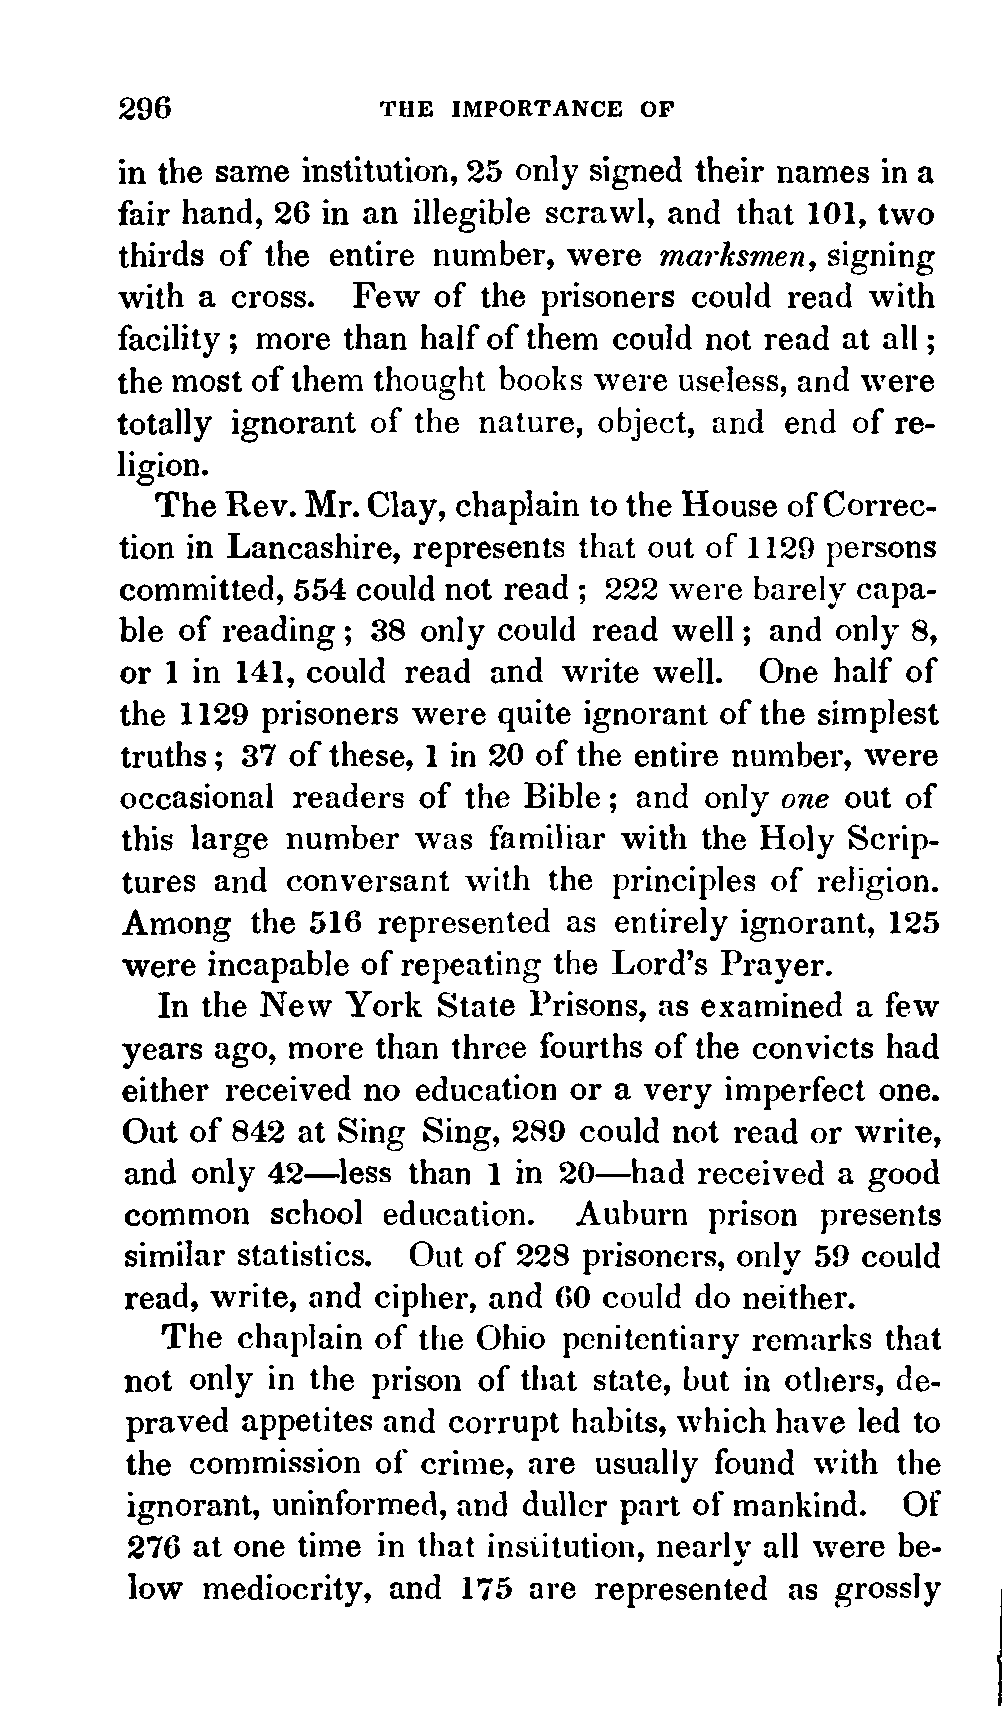 296 THE IMPORTANCE OF
in the same institution, 25 only signed their names in a
fair hand, 26 in an illegible scrawl, and that 101, two
thirds of the entire number, were marksmen, signing
with a cross. Few of the prisoners could read with
facility; more than half of them could not read at all;
the most of them thought books were useless, and were
totally ignorant of the nature, object, and end of re-
ligion.
The Rev. Mr. Clay, chaplain to the House of Correc-
tion in Lancashire, represents that out of 1129 persons
committed, 554 could not read; 222 were barely capa-
ble of reading; 38 only could read well; and only 8,
or 1 in 141, could read and write well. One half of
the 1129 prisoners were quite ignorant of the simplest
truths; 37 of these, 1 in 20 of the entire number, were
occasional readers of the Bible; and only one out of
this large number was familiar with the Holy Scrip-
tures and conversant with the principles of religion.
Among the 516 represented as entirely ignorant, 125
were incapable of repeating the Lord's Prayer.
In the New York State Prisons, as examined a few
years ago, more than three fourths of the convicts had
either received no education or a very imperfect one.
Out of 842 at Sing Sing, 289 could not read or write,
and only 42—less than 1 in 20—had received a good
common school education. Auburn prison presents
similar statistics. Out of 228 prisoners, only 59 could
read, write, and cipher, and 60 could do neither.
The chaplain of the Ohio penitentiary remarks that
not only in the prison of that state, but in others, de-
praved appetites and corrupt habits, which have led to
the commission of crime, are usually found with the
ignorant, uninformed, and duller part of mankind. Of
276 at one time in that institution, nearly all were be-
low mediocrity, and 175 are represented as grossly